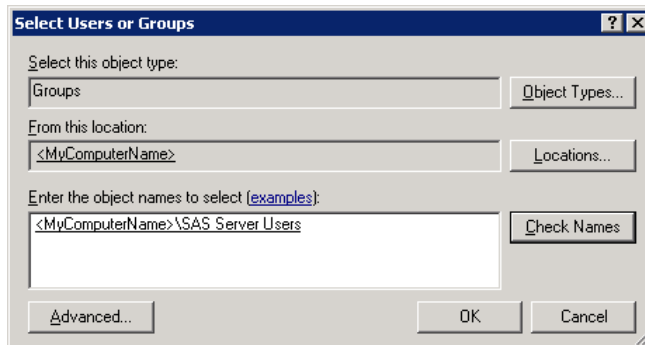 Select Users or Groups
Select this object type:
Groups
Object Types...
From this location:
<MyComputerName>
Locations...
Enter the object names to select (examples):
<MyComputerName>\SAS Server Users
Check Names
Advanced...
OK
Cancel